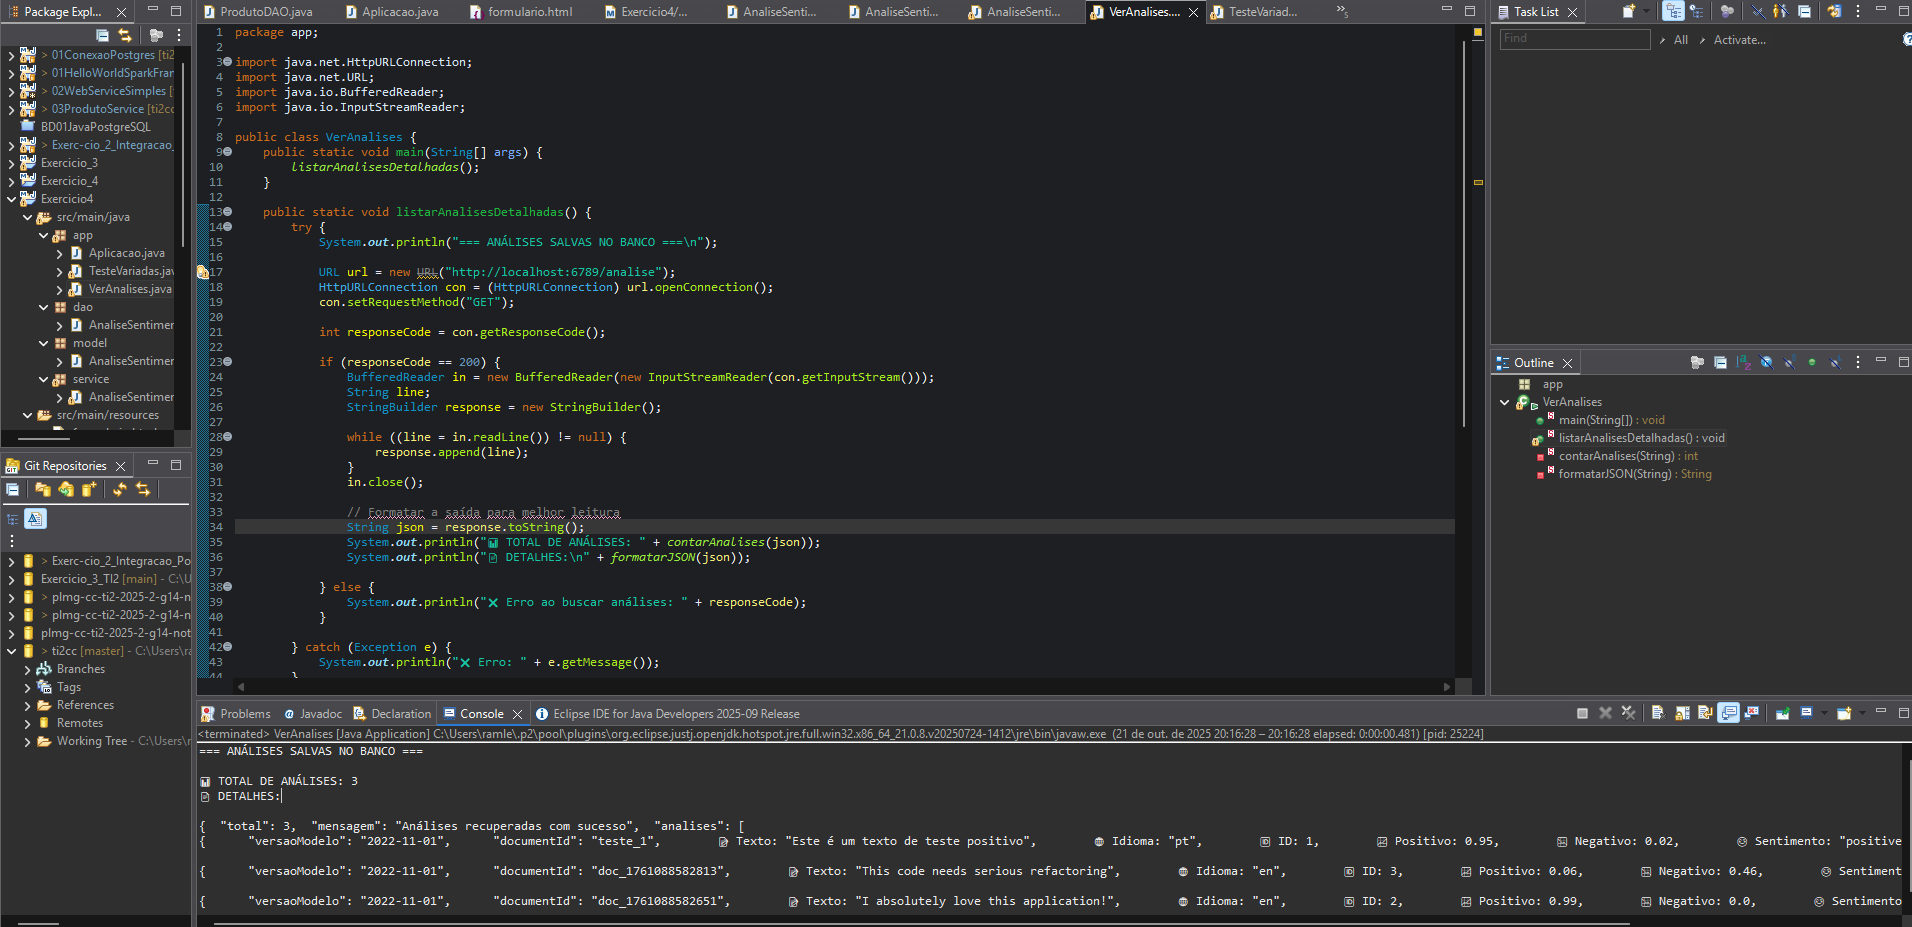 Package Expl...
> 01ConexaoPostgres [ti2
> 01HelloWorldSparkFran
> 02WebServiceSimples [
> 03ProdutoService [ti2cc
BD01JavaPostgreSQL
> Exerc-cio_2_Integracao_
Exercicio_3
Exercicio_4
Exercicio4
src/main/java
app
Aplicacao.java
TesteVariadas.jav
VerAnalises.java
dao
AnaliseSentimer
model
AnaliseSentimer
service
AnaliseSentimer
src/main/resources
Git Repositories
> Exerc-cio_2_Integracao_Po
Exercicio_3_TI2 [main] - C:\U
> plmg-cc-ti2-2025-2-g14-n
> plmg-cc-ti2-2025-2-g14-n
plmg-cc-ti2-2025-2-g14-not
> ti2cc [master] - C:\Users\ra
Branches
Tags
References
Remotes
Working Tree - C:\Users\r
ProdutoDAO.java
Aplicacao.java
formulario.html
Exercicio4/...
AnaliseSenti...
AnaliseSenti...
AnaliseSenti...
VerAnalises....
TesteVariad...
»5
1 package app;
2
3 import java.net.HttpURLConnection;
4 import java.net.URL;
5 import java.io.BufferedReader;
6 import java.io.InputStreamReader;
7
8 public class VerAnalises {
9     public static void main(String[] args) {
10         listarAnalisesDetalhadas();
11     }
12
13     public static void listarAnalisesDetalhadas() {
14         try {
15             System.out.println("=== ANÁLISES SALVAS NO BANCO ===\n");
16
17             URL url = new URL("http://localhost:6789/analise");
18             HttpURLConnection con = (HttpURLConnection) url.openConnection();
19             con.setRequestMethod("GET");
20
21             int responseCode = con.getResponseCode();
22
23             if (responseCode == 200) {
24                 BufferedReader in = new BufferedReader(new InputStreamReader(con.getInputStream()));
25                 String line;
26                 StringBuilder response = new StringBuilder();
27
28                 while ((line = in.readLine()) != null) {
29                     response.append(line);
30                 }
31                 in.close();
32
33                 // Formatar a saída para melhor leitura
34                 String json = response.toString();
35                 System.out.println("📊 TOTAL DE ANÁLISES: " + contarAnalises(json));
36                 System.out.println("📄 DETALHES:\n" + formatarJSON(json));
37
38             } else {
39                 System.out.println("❌ Erro ao buscar análises: " + responseCode);
40             }
41
42         } catch (Exception e) {
43             System.out.println("❌ Erro: " + e.getMessage());
44         }
Task List
Find
All
Activate...
Outline
app
VerAnalises
main(String[]) : void
listarAnalisesDetalhadas() : void
contarAnalises(String) : int
formatarJSON(String) : String
Problems
@ Javadoc
Declaration
Console
Eclipse IDE for Java Developers 2025-09 Release
<terminated> VerAnalises [Java Application] C:\Users\ramle\.p2\pool\plugins\org.eclipse.justj.openjdk.hotspot.jre.full.win32.x86_64_21.0.8.v20250724-1412\jre\bin\javaw.exe (21 de out. de 2025 20:16:28 – 20:16:28 elapsed: 0:00:00.481) [pid: 25224]
=== ANÁLISES SALVAS NO BANCO ===
📊 TOTAL DE ANÁLISES: 3
📄 DETALHES:
{  "total": 3,  "mensagem": "Análises recuperadas com sucesso",  "analises": [
{      "versaoModelo": "2022-11-01",      "documentId": "teste_1",      📝 Texto: "Este é um texto de teste positivo",      🌐 Idioma: "pt",      🆔 ID: 1,      Positivo: 0.95,      Negativo: 0.02,      Sentimento: "positive
{      "versaoModelo": "2022-11-01",      "documentId": "doc_1761088582813",      📝 Texto: "This code needs serious refactoring",      🌐 Idioma: "en",      🆔 ID: 3,      Positivo: 0.06,      Negativo: 0.46,      Sentiment
{      "versaoModelo": "2022-11-01",      "documentId": "doc_1761088582651",      📝 Texto: "I absolutely love this application!",      🌐 Idioma: "en",      🆔 ID: 2,      Positivo: 0.99,      Negativo: 0.0,      Sentimento